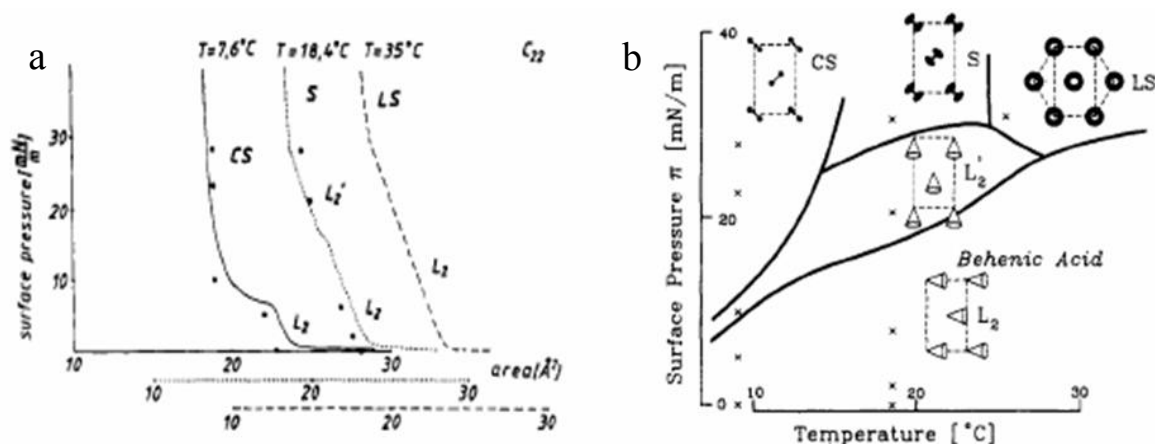 a
T=7,6°C T=18,4°C T=35°C C22
S LS
CS
L2'
L2
L2 L2
surface pressure [mN/m]
30
20
10
10 20 30 area(Å²)
10 20 30
10 20 30
b
CS S LS
L2'
Behenic Acid
L2
Surface Pressure π [mN/m]
40
20
0
10 20 30
Temperature [°C]